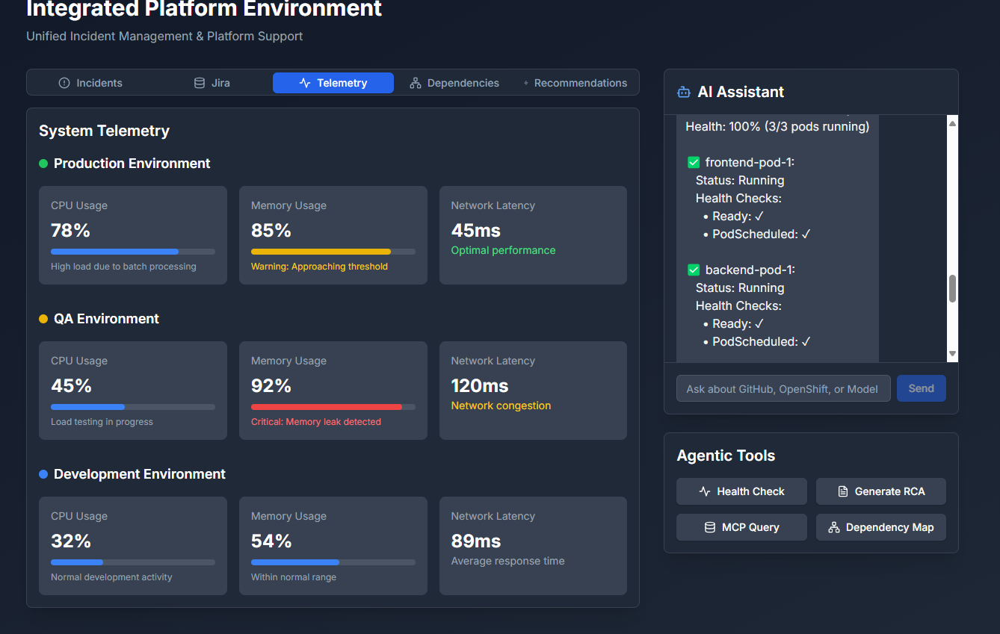 Integrated Platform Environment
Unified Incident Management & Platform Support
Incidents
Jira
Telemetry
Dependencies
Recommendations
System Telemetry
Production Environment
CPU Usage
78%
High load due to batch processing
Memory Usage
85%
Warning: Approaching threshold
Network Latency
45ms
Optimal performance
QA Environment
CPU Usage
45%
Load testing in progress
Memory Usage
92%
Critical: Memory leak detected
Network Latency
120ms
Network congestion
Development Environment
CPU Usage
32%
Normal development activity
Memory Usage
54%
Within normal range
Network Latency
89ms
Average response time
AI Assistant
Health: 100% (3/3 pods running)
✅ frontend-pod-1:
Status: Running
Health Checks:
• Ready: ✓
• PodScheduled: ✓
✅ backend-pod-1:
Status: Running
Health Checks:
• Ready: ✓
• PodScheduled: ✓
Ask about GitHub, OpenShift, or Model
Send
Agentic Tools
Health Check
Generate RCA
MCP Query
Dependency Map